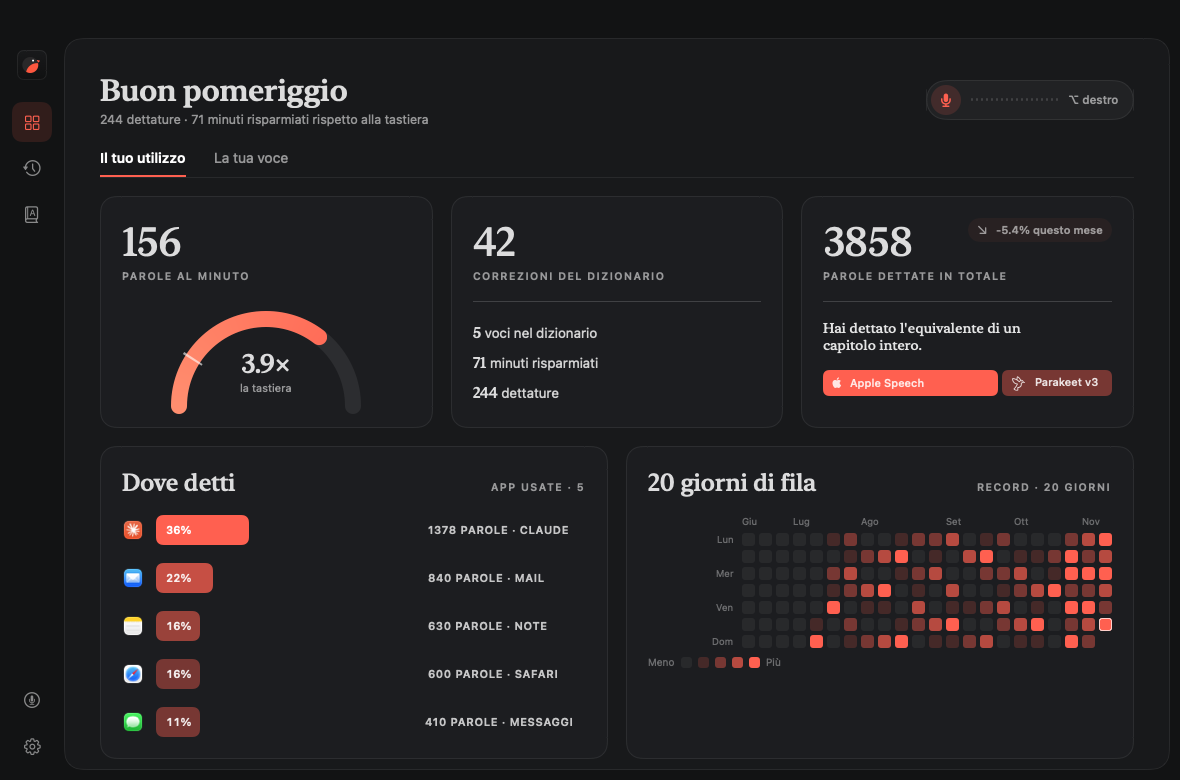 Buon pomeriggio
244 dettature · 71 minuti risparmiati rispetto alla tastiera
⌥ destro
Il tuo utilizzo
La tua voce
156
PAROLE AL MINUTO
3.9×
la tastiera
42
CORREZIONI DEL DIZIONARIO
5 voci nel dizionario
71 minuti risparmiati
244 dettature
3858
↘ -5.4% questo mese
PAROLE DETTATE IN TOTALE
Hai dettato l'equivalente di un
capitolo intero.
Apple Speech
Parakeet v3
Dove detti
APP USATE · 5
36%
1378 PAROLE · CLAUDE
22%
840 PAROLE · MAIL
16%
630 PAROLE · NOTE
16%
600 PAROLE · SAFARI
11%
410 PAROLE · MESSAGGI
20 giorni di fila
RECORD · 20 GIORNI
Giu Lug Ago Set Ott Nov
Lun
Mer
Ven
Dom
Meno
Più